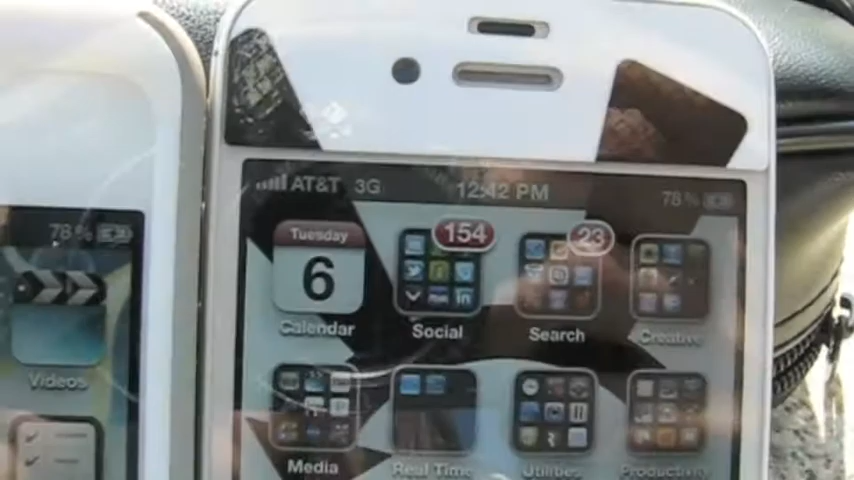 78%
Videos
AT&T 3G 12:42 PM 78%
Tuesday 154 23
6
Calendar Social Search Creative
Media Real Time Utilities Productivity